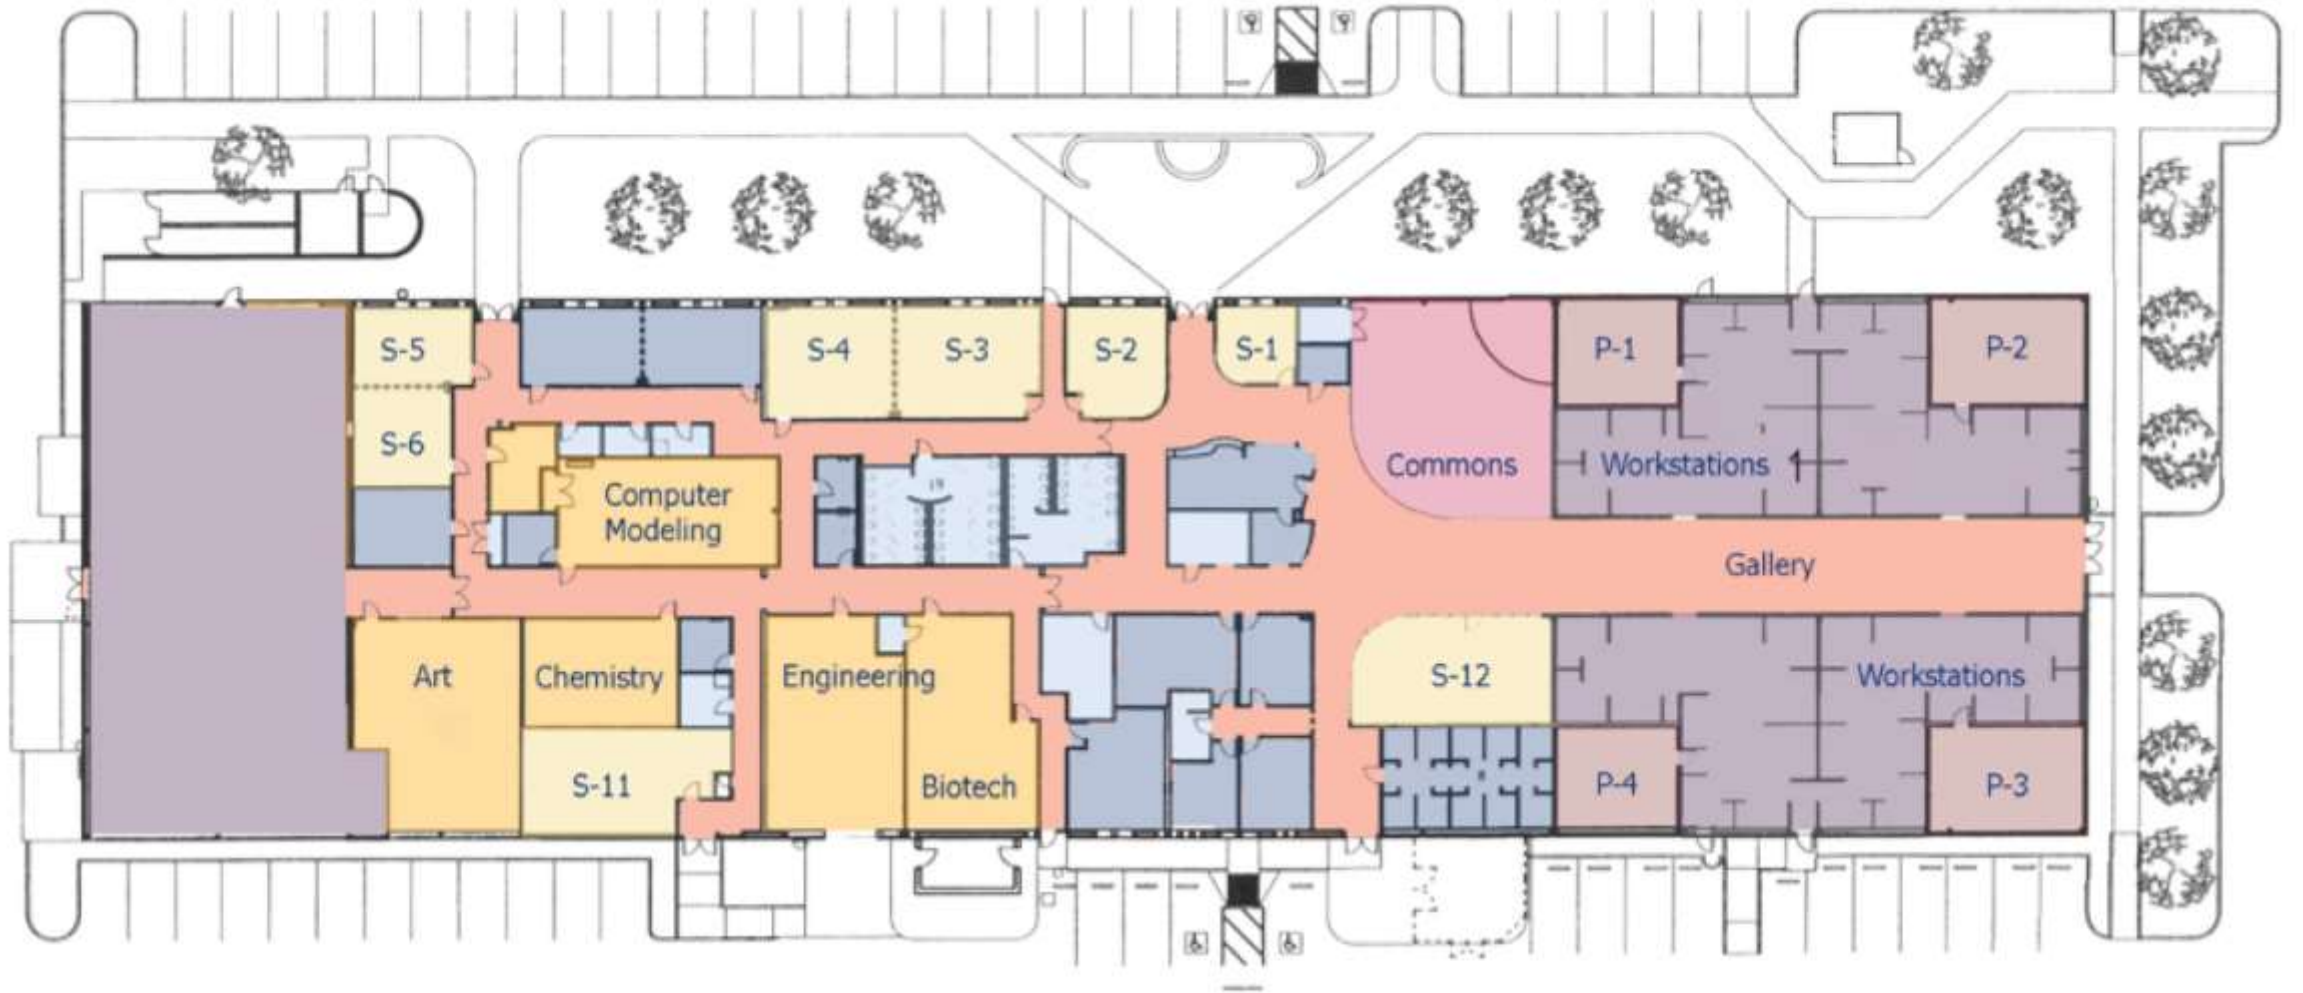 S-5
S-4
S-3
S-2
S-1
P-1
P-2
S-6
Commons
Workstations
Computer
Modeling
Gallery
Art
Chemistry
Engineering
S-12
Workstations
S-11
Biotech
P-4
P-3